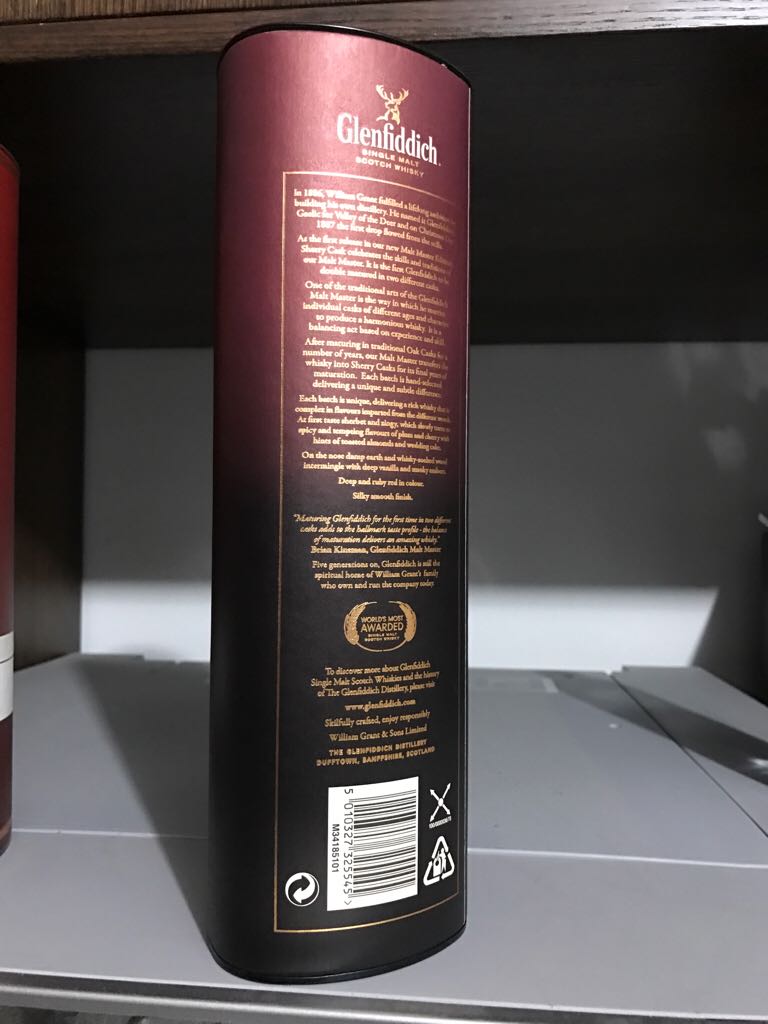 Glenfiddich
SINGLE MALT
SCOTCH WHISKY
In 1886, William Grant fulfilled a lifelong
building his own distillery. He named it Glenfiddich
Gaelic for Valley of the Deer and on Christmas
1887 the first drop flowed from the stills.
As the first release in our new Malt Master
Sherry Cask celebrates the skills and
our Malt Master. It is the first Glenfiddich to be
double matured in two different casks.
One of the traditional arts of the Glenfiddich
Malt Master is the way in which he
individual casks of different ages and
to produce a harmonious whisky. It is a
balancing act based on experience and skill.
After maturing in traditional Oak Casks for a
number of years, our Malt Master transfers the
whisky into Sherry Casks for its final years of
maturation. Each batch is hand-selected
delivering a unique and subtle difference.
Each batch is unique, delivering a rich whisky that is
complex in flavours imparted from the different
At first taste sherbet and zingy, which slowly turns to
spicy and tempting flavours of plum and cherry with
hints of toasted almonds and wedding cake.
On the nose damp earth and whisky-soaked wood
intermingle with deep vanilla and smoky
Deep and ruby red in colour.
Silky smooth finish.
"Maturing Glenfiddich for the first time in two different
casks adds to the hallmark taste profile - the balance
of maturation delivers an amazing whisky."
Brian Kinsman, Glenfiddich Malt Master
Five generations on, Glenfiddich is still the
spiritual home of William Grant's family
who own and run the company today.
WORLD'S MOST
AWARDED
SINGLE MALT
SCOTCH WHISKY
To discover more about Glenfiddich
Single Malt Scotch Whiskies and the history
of The Glenfiddich Distillery, please visit
www.glenfiddich.com
Skilfully crafted, enjoy responsibly
William Grant & Sons Limited
THE GLENFIDDICH DISTILLERY
DUFFTOWN, BANFFSHIRE, SCOTLAND
5 010327 325545 >
M34185101